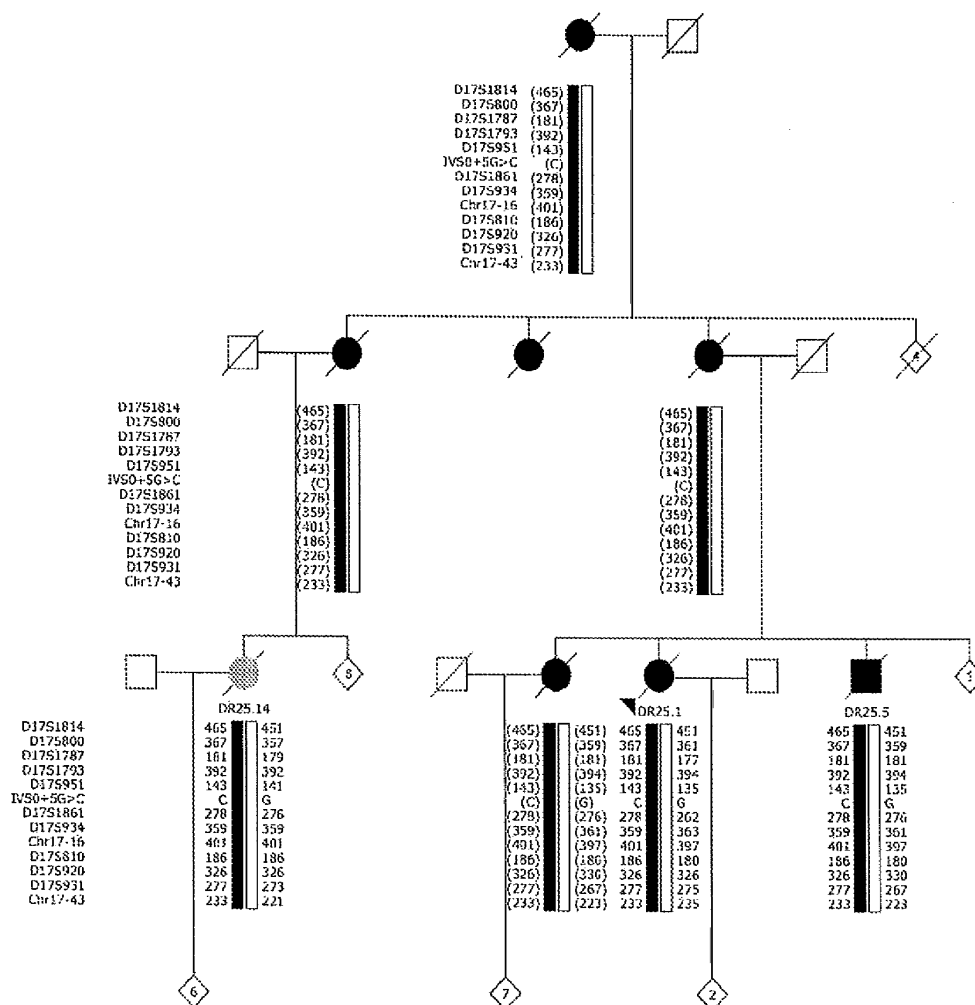 D17S1814 (465)
D17S800 (367)
D17S1787 (181)
D17S1793 (392)
D17S951 (143)
IVS0+5G>C (C)
D17S1861 (278)
D17S934 (359)
Chr17-16 (401)
D17S810 (186)
D17S920 (326)
D17S931 (277)
Chr17-43 (233)
4
D17S1814 (465) (465)
D17S800 (367) (367)
D17S1787 (181) (181)
D17S1793 (392) (392)
D17S951 (143) (143)
IVS0+5G>C (C) (C)
D17S1861 (278) (278)
D17S934 (359) (359)
Chr17-16 (401) (401)
D17S810 (186) (186)
D17S920 (326) (326)
D17S931 (277) (277)
Chr17-43 (233) (233)
DR25.14 DR25.1 DR25.5
D17S1814 465 451 (465) (451) 465 451 465 451
D17S800 367 357 (367) (359) 367 361 367 359
D17S1787 181 179 (181) (181) 181 177 181 181
D17S1793 392 392 (392) (394) 392 394 392 394
D17S951 143 141 (143) (135) 143 135 143 135
IVS0+5G>C C G (C) (G) C G C G
D17S1861 278 276 (278) (276) 278 262 278 276
D17S934 359 359 (359) (361) 359 363 359 361
Chr17-16 401 401 (401) (397) 401 397 401 397
D17S810 186 186 (186) (180) 186 180 186 180
D17S920 326 326 (326) (330) 326 326 326 330
D17S931 277 273 (277) (267) 277 275 277 267
Chr17-43 233 221 (233) (223) 233 235 233 223
6 7 2